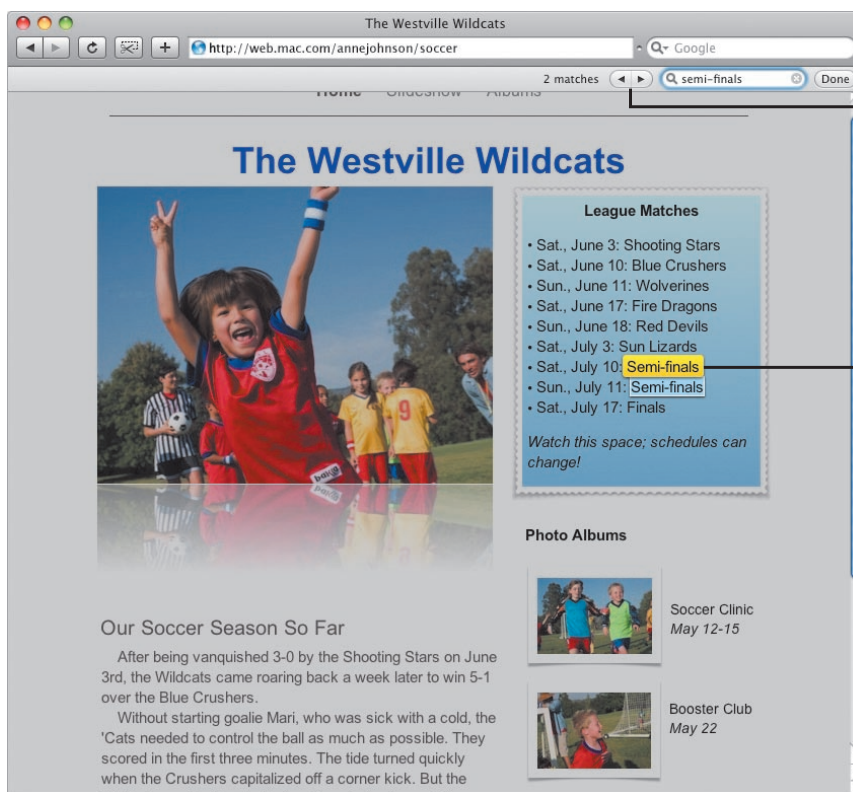 The Westville Wildcats
http://web.mac.com/annejohnson/soccer
Google
2 matches
semi-finals
Done
Home Slideshow Albums
The Westville Wildcats
League Matches
• Sat., June 3: Shooting Stars
• Sat., June 10: Blue Crushers
• Sun., June 11: Wolverines
• Sat., June 17: Fire Dragons
• Sun., June 18: Red Devils
• Sat., July 3: Sun Lizards
• Sat., July 10: Semi-finals
• Sun., July 11: Semi-finals
• Sat., July 17: Finals
Watch this space; schedules can
change!
9
Our Soccer Season So Far
After being vanquished 3-0 by the Shooting Stars on June
3rd, the Wildcats came roaring back a week later to win 5-1
over the Blue Crushers.
Without starting goalie Mari, who was sick with a cold, the
'Cats needed to control the ball as much as possible. They
scored in the first three minutes. The tide turned quickly
when the Crushers capitalized off a corner kick. But the
Photo Albums
Soccer Clinic
May 12-15
Booster Club
May 22